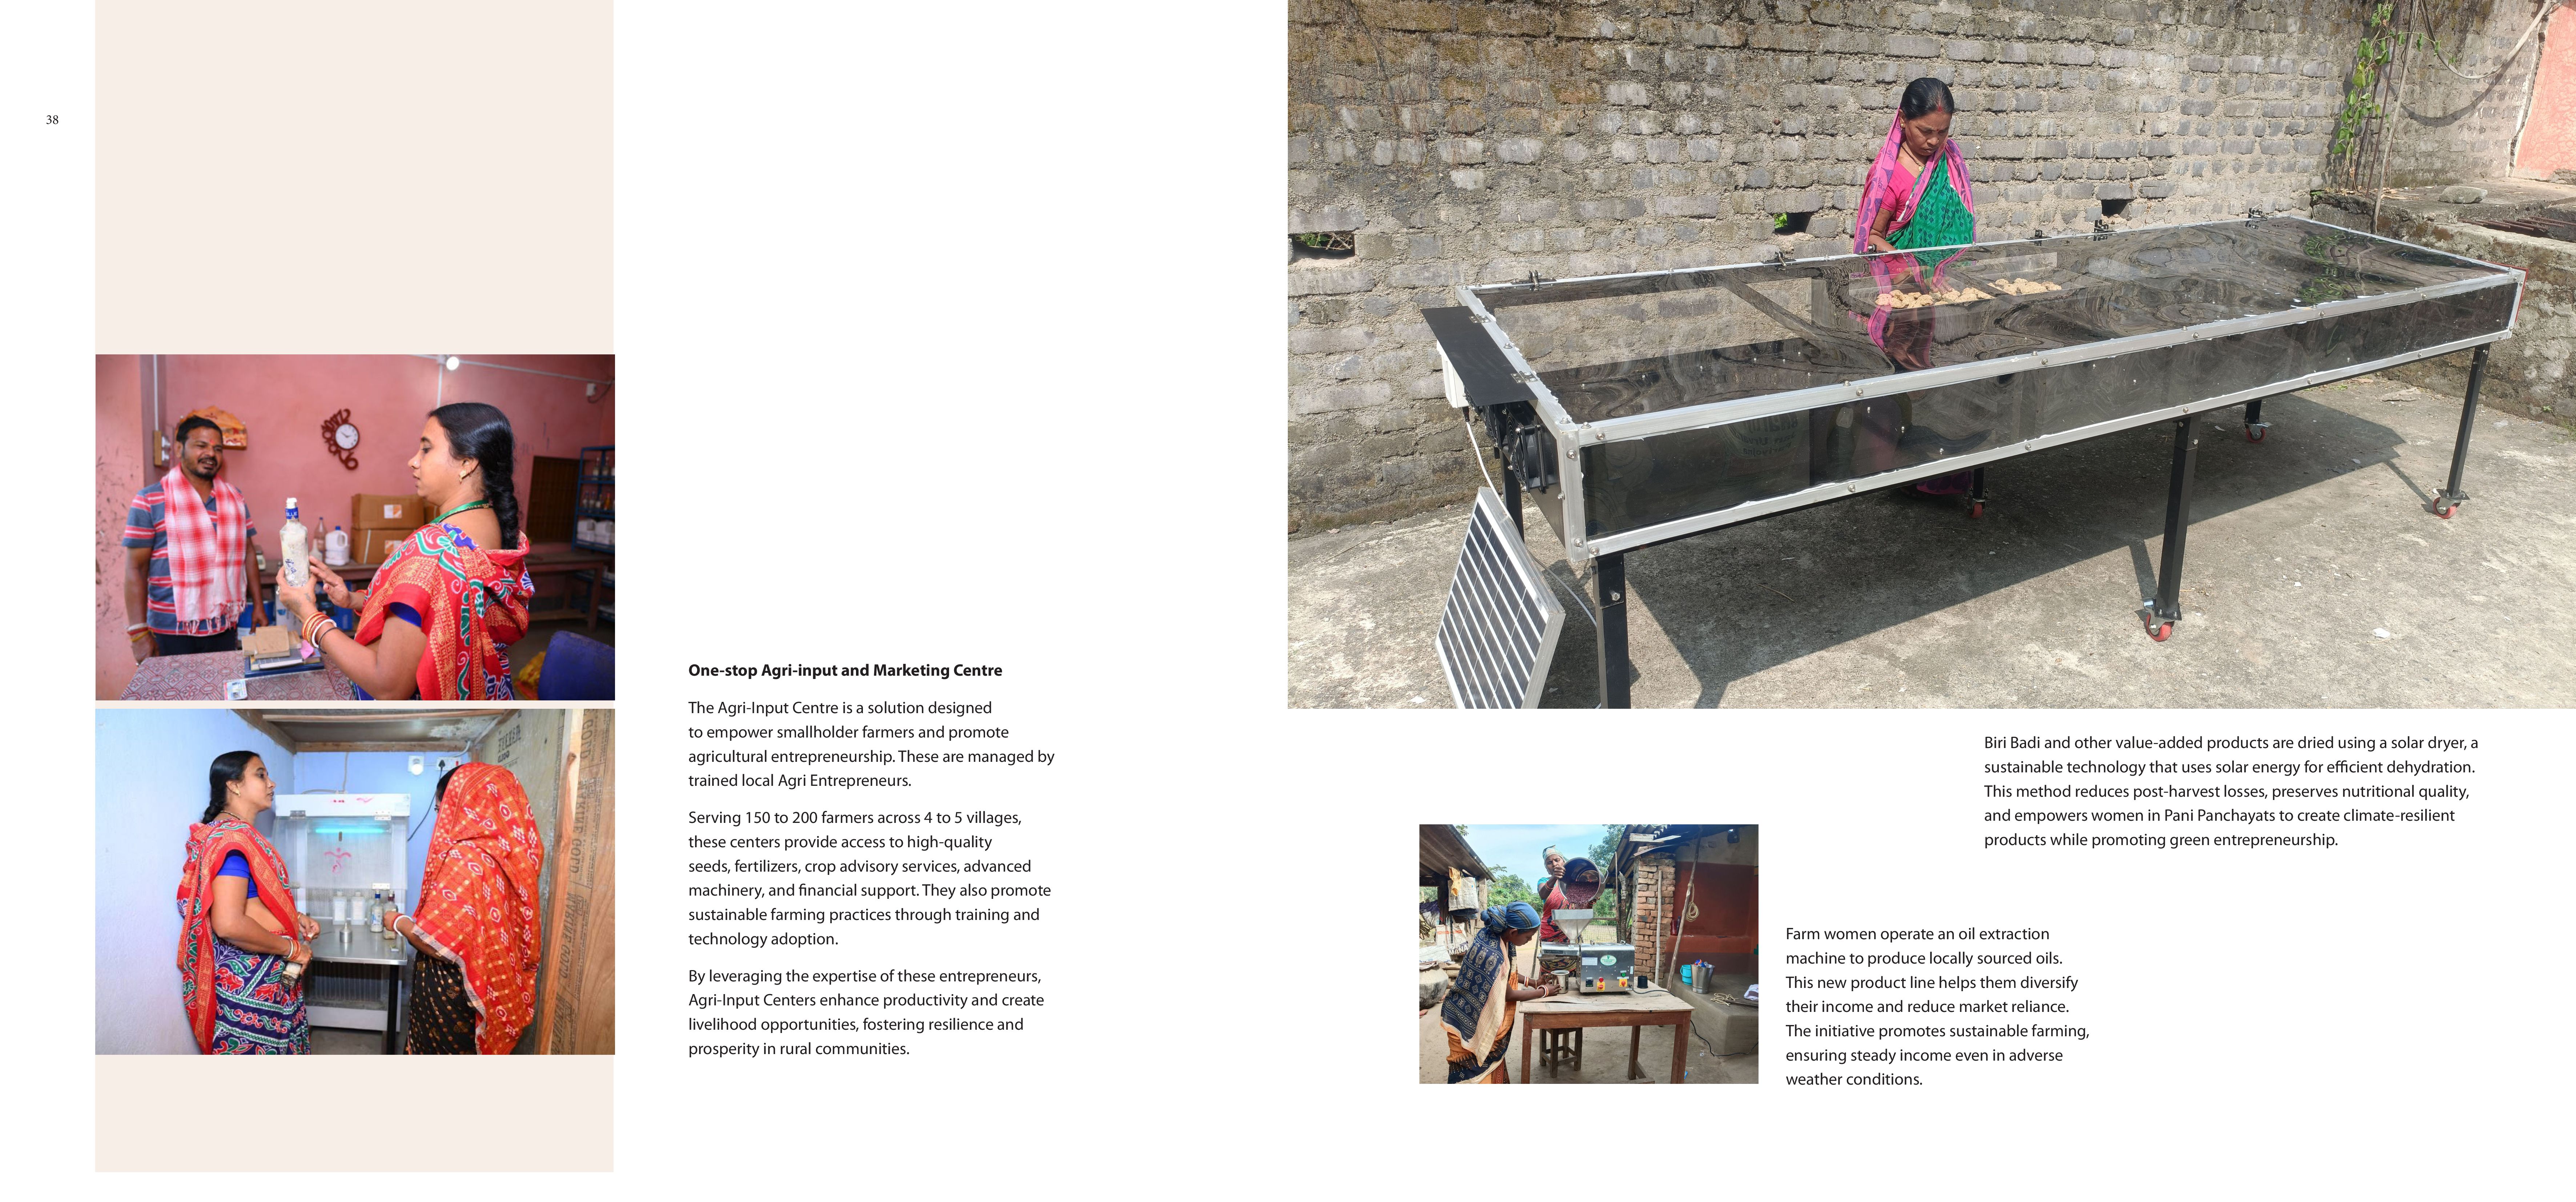 38
One-stop Agri-input and Marketing Centre
The Agri-Input Centre is a solution designed
to empower smallholder farmers and promote
agricultural entrepreneurship. These are managed by
trained local Agri Entrepreneurs.
Serving 150 to 200 farmers across 4 to 5 villages,
these centers provide access to high-quality
seeds, fertilizers, crop advisory services, advanced
machinery, and financial support. They also promote
sustainable farming practices through training and
technology adoption.
By leveraging the expertise of these entrepreneurs,
Agri-Input Centers enhance productivity and create
livelihood opportunities, fostering resilience and
prosperity in rural communities.
Biri Badi and other value-added products are dried using a solar dryer, a
sustainable technology that uses solar energy for efficient dehydration.
This method reduces post-harvest losses, preserves nutritional quality,
and empowers women in Pani Panchayats to create climate-resilient
products while promoting green entrepreneurship.
Farm women operate an oil extraction
machine to produce locally sourced oils.
This new product line helps them diversify
their income and reduce market reliance.
The initiative promotes sustainable farming,
ensuring steady income even in adverse
weather conditions.